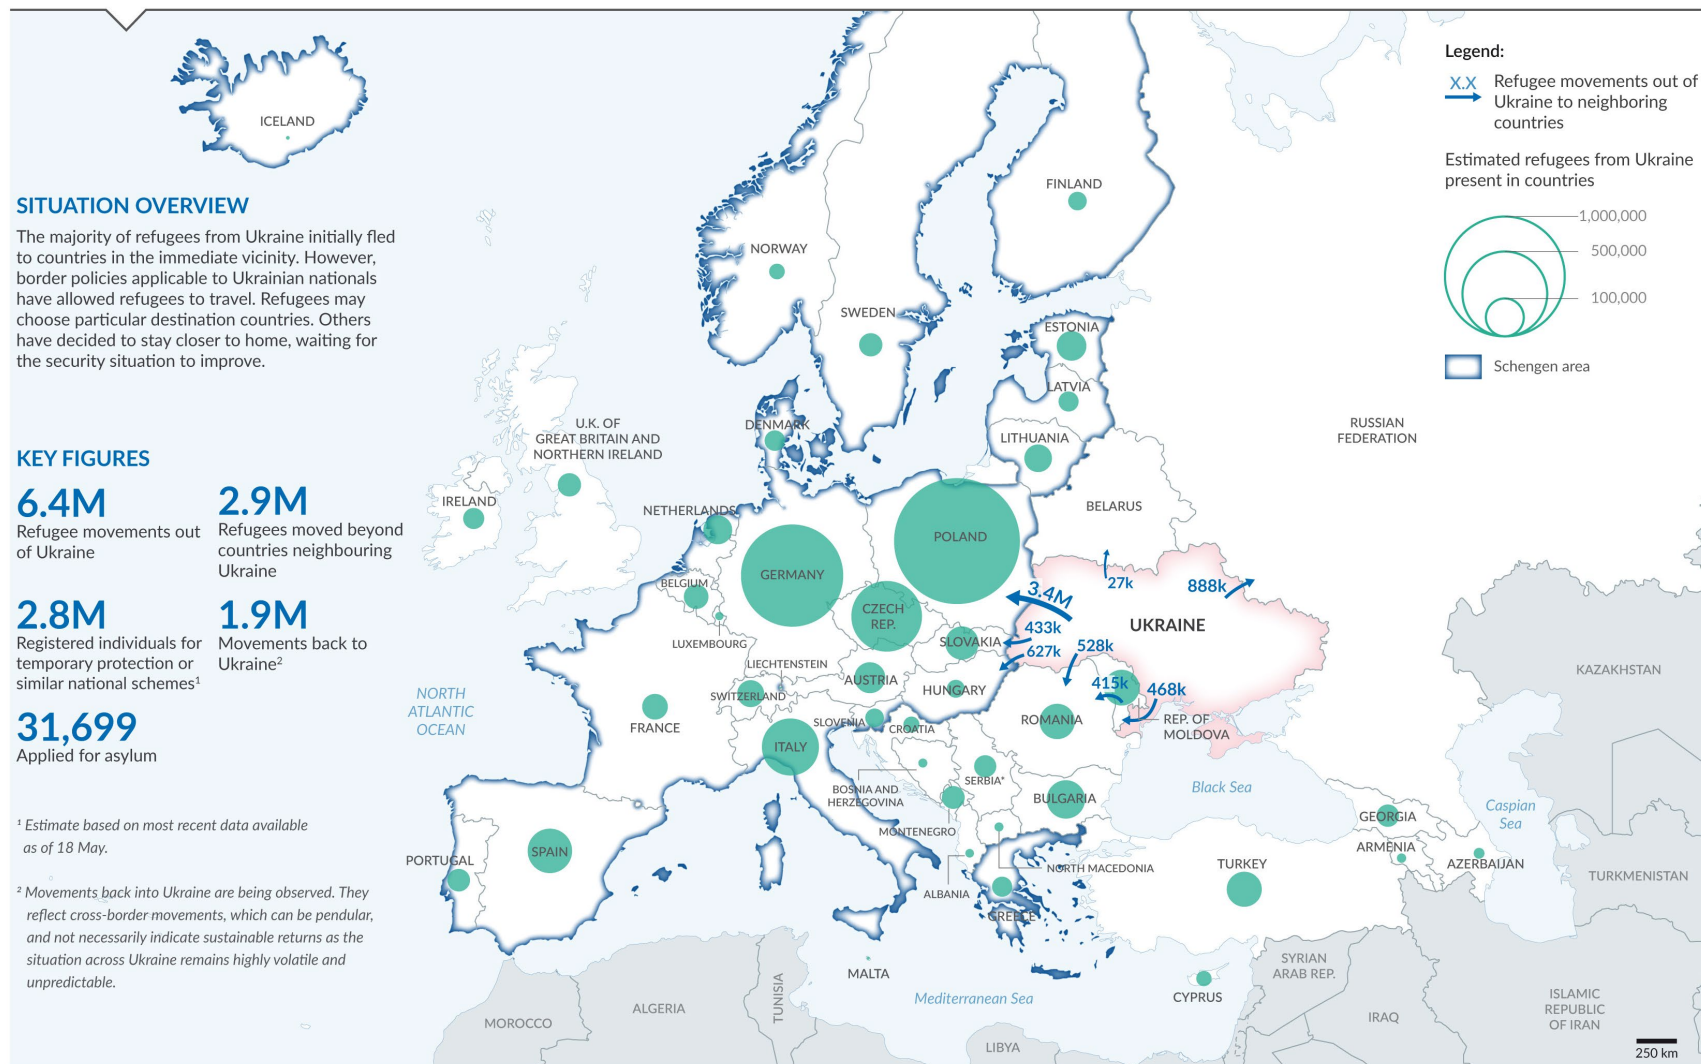 ICELAND
SITUATION OVERVIEW
The majority of refugees from Ukraine initially fled
to countries in the immediate vicinity. However,
border policies applicable to Ukrainian nationals
have allowed refugees to travel. Refugees may
choose particular destination countries. Others
have decided to stay closer to home, waiting for
the security situation to improve.
KEY FIGURES
6.4M
Refugee movements out
of Ukraine
2.9M
Refugees moved beyond
countries neighbouring
Ukraine
2.8M
Registered individuals for
temporary protection or
similar national schemes¹
1.9M
Movements back to
Ukraine²
31,699
Applied for asylum
¹ Estimate based on most recent data available
as of 18 May.
² Movements back into Ukraine are being observed. They
reflect cross-border movements, which can be pendular,
and not necessarily indicate sustainable returns as the
situation across Ukraine remains highly volatile and
unpredictable.
Legend:
X.X
Refugee movements out of
Ukraine to neighboring
countries
Estimated refugees from Ukraine
present in countries
1,000,000
500,000
100,000
Schengen area
FINLAND
NORWAY
SWEDEN
ESTONIA
LATVIA
DENMARK
LITHUANIA
U.K. OF
GREAT BRITAIN AND
NORTHERN IRELAND
RUSSIAN
FEDERATION
IRELAND
NETHERLANDS
BELARUS
POLAND
GERMANY
BELGIUM
27k
888k
3.4M
CZECH
REP.
UKRAINE
433k
LUXEMBOURG
SLOVAKIA
528k
627k
LIECHTENSTEIN
KAZAKHSTAN
AUSTRIA
415k
468k
HUNGARY
SWITZERLAND
NORTH
ATLANTIC
OCEAN
FRANCE
SLOVENIA
CROATIA
ROMANIA
REP. OF
MOLDOVA
ITALY
SERBIA*
BOSNIA AND
HERZEGOVINA
Black Sea
BULGARIA
Caspian
Sea
GEORGIA
MONTENEGRO
ARMENIA
SPAIN
PORTUGAL
AZERBAIJAN
TURKEY
NORTH MACEDONIA
TURKMENISTAN
ALBANIA
GREECE
MALTA
SYRIAN
ARAB REP.
Mediterranean Sea
CYPRUS
ALGERIA
TUNISIA
MOROCCO
ISLAMIC
REPUBLIC
OF IRAN
IRAQ
LIBYA
250 km